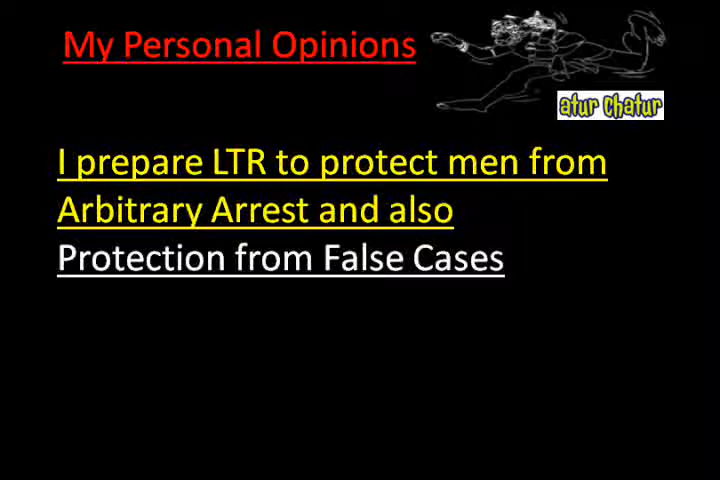 My Personal Opinions
atur chatur
I prepare LTR to protect men from
Arbitrary Arrest and also
Protection from False Cases